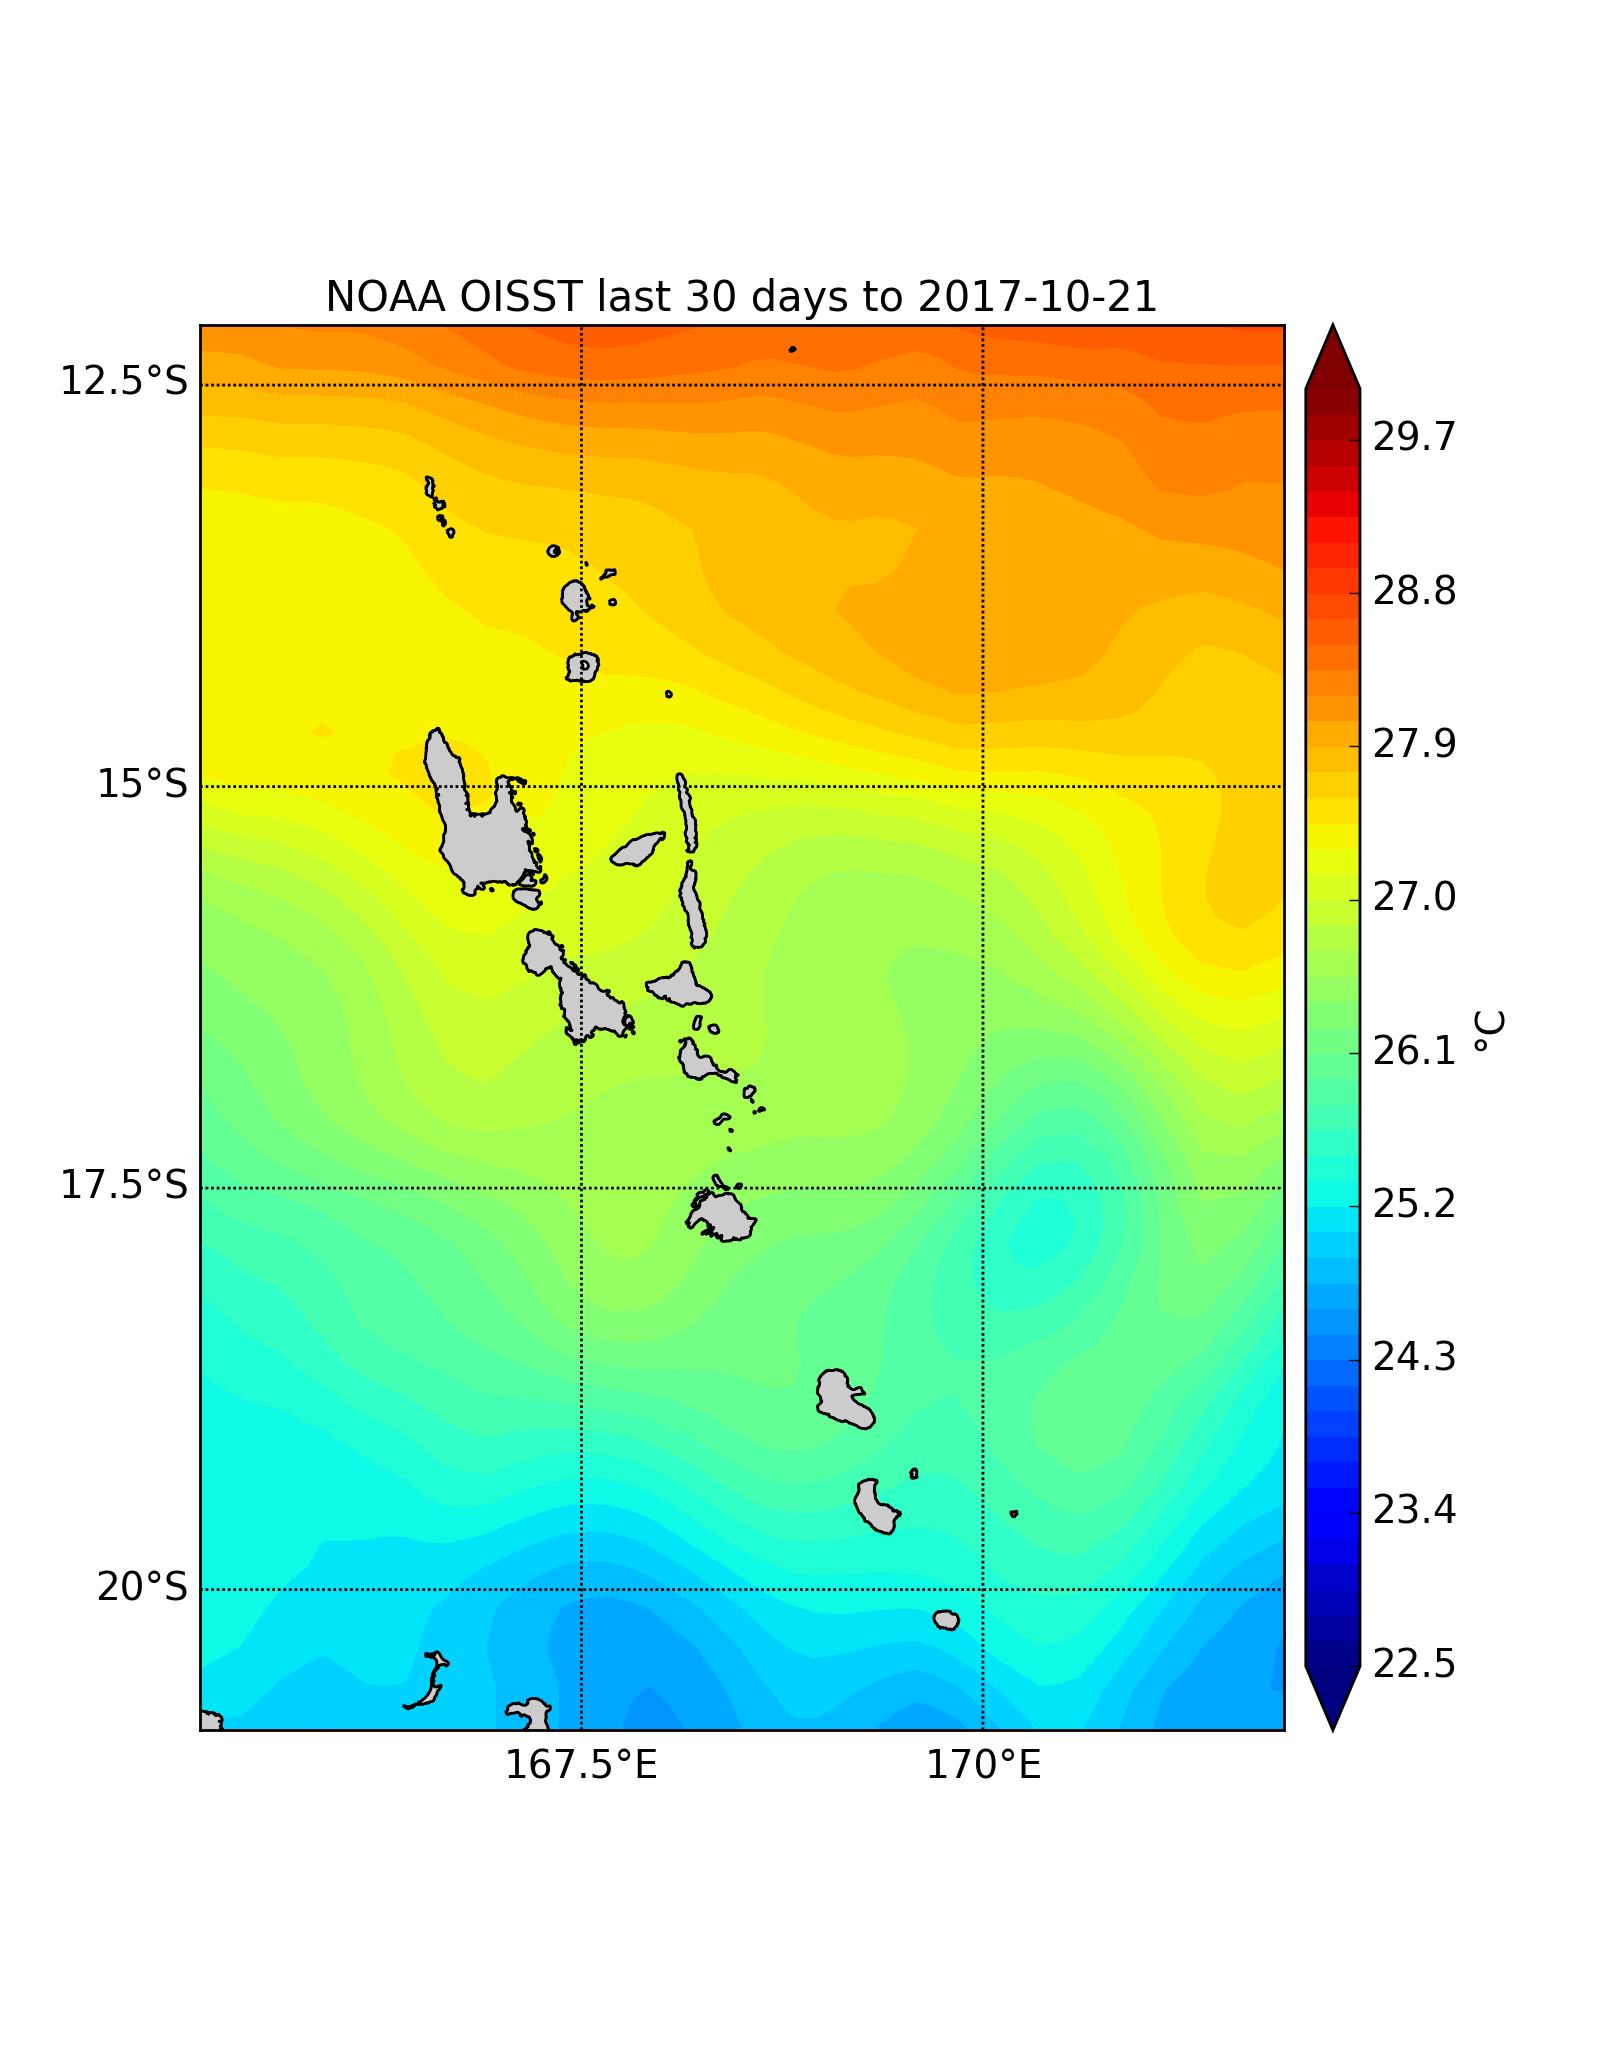 NOAA OISST last 30 days to 2017-10-21
12.5°S
15°S
17.5°S
20°S
167.5°E
170°E
29.7
28.8
27.9
27.0
26.1
25.2
24.3
23.4
22.5
°C